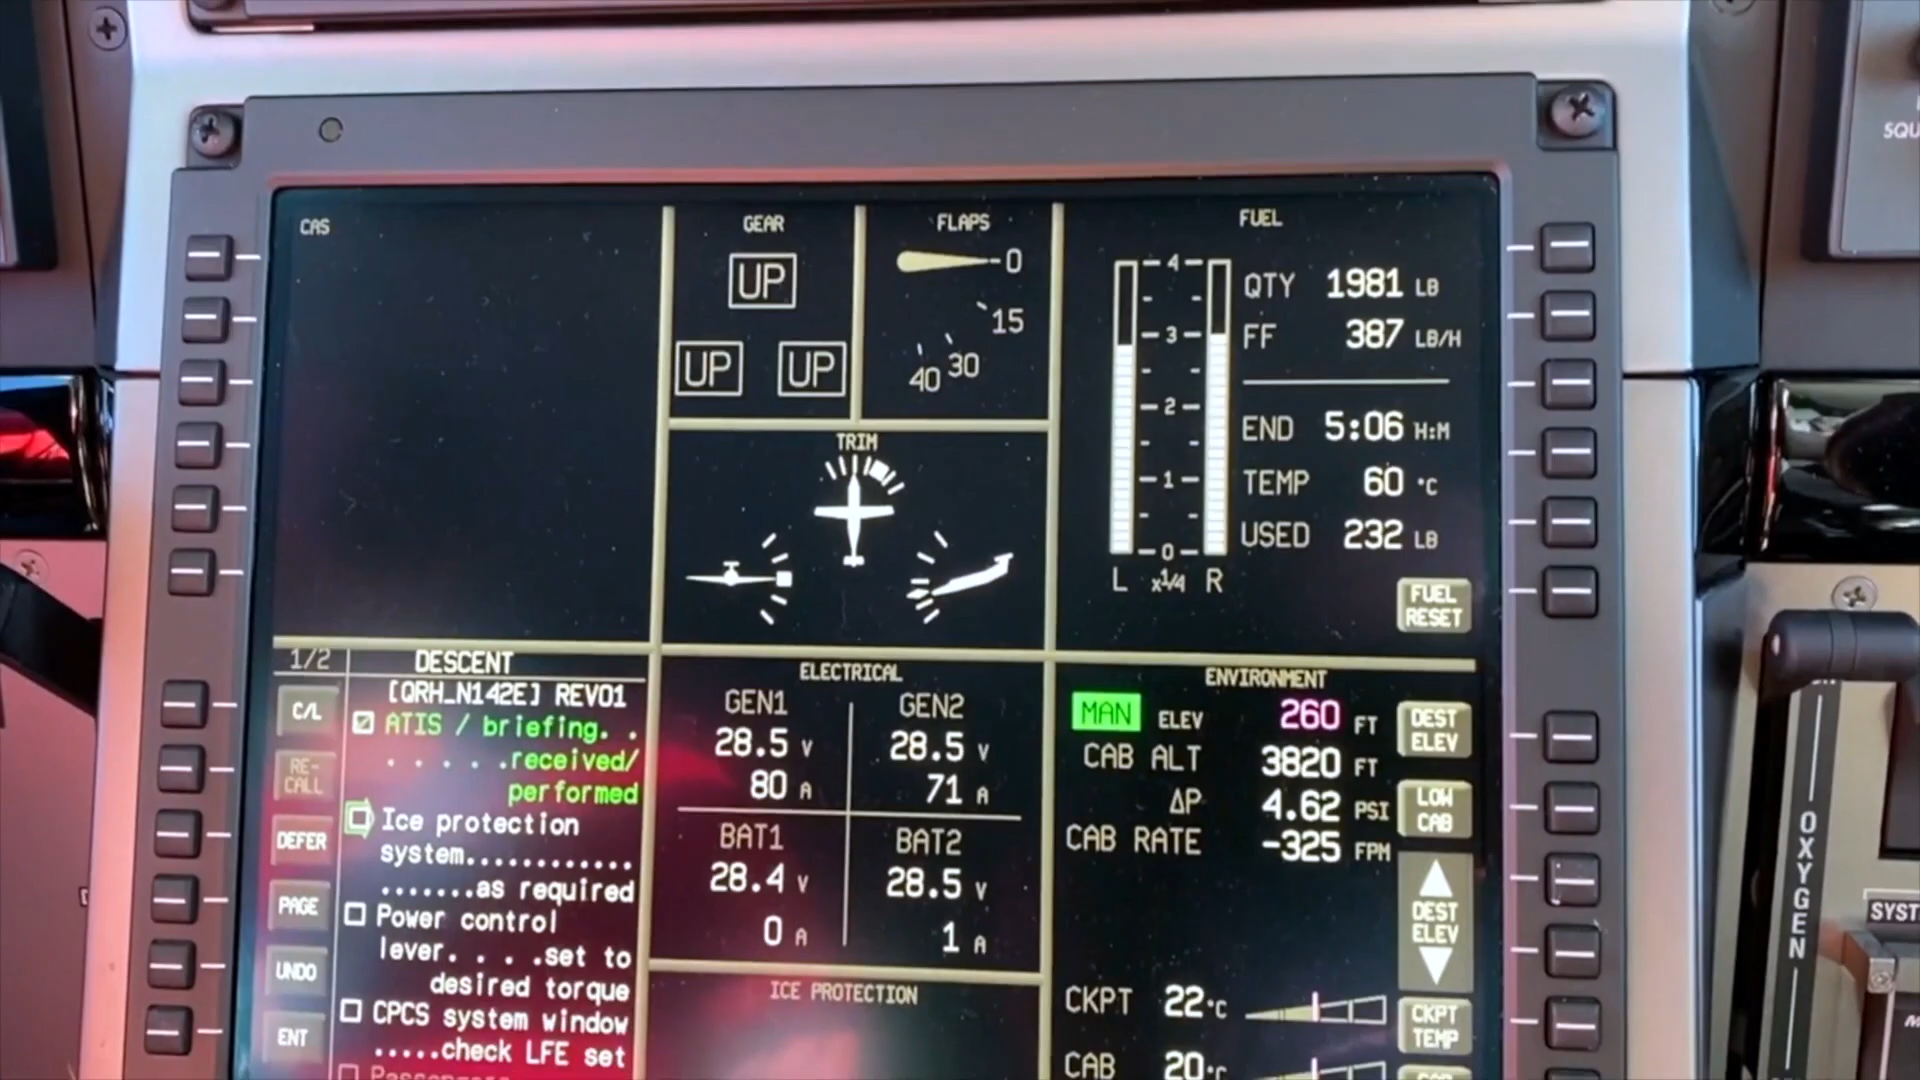 CAS
GEAR
UP
UP UP
FLAPS
0
15
30
40
TRIM
FUEL
4
3
2
1
0
L x1/4 R
QTY 1981 LB
FF 387 LB/H
END 5:06 H:M
TEMP 60 °C
USED 232 LB
FUEL
RESET
1/2 DESCENT
[QRH_N142E] REV01
ATIS / briefing. .
. . . . . .received/
performed
Ice protection
system............
.......as required
Power control
lever. . . .set to
desired torque
CPCS system window
.....check LFE set
C/L
RE-
CALL
DEFER
PAGE
UNDO
ENT
ELECTRICAL
GEN1 GEN2
28.5 V 28.5 V
80 A 71 A
BAT1 BAT2
28.4 V 28.5 V
0 A 1 A
ICE PROTECTION
ENVIRONMENT
MAN ELEV 260 FT
CAB ALT 3820 FT
ΔP 4.62 PSI
CAB RATE -325 FPM
CKPT 22°C
CAB 20°C
DEST
ELEV
LOW
CAB
DEST
ELEV
CKPT
TEMP
SQU
OXYGEN
SYST